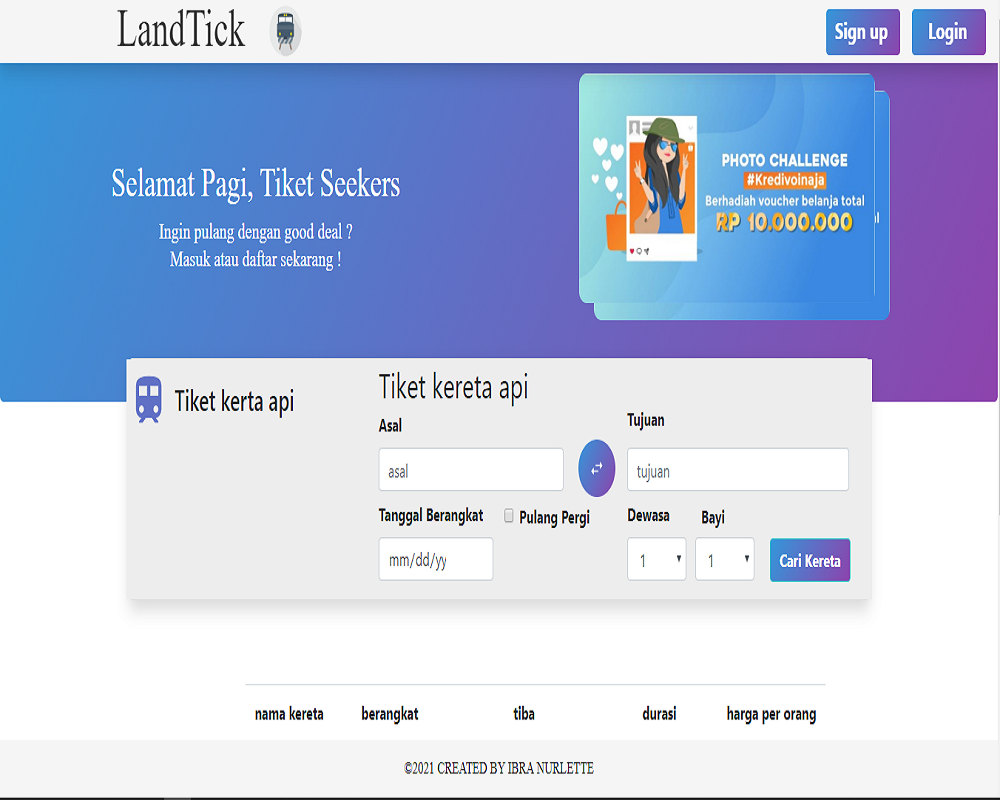 LandTick
Sign up
Login
Selamat Pagi, Tiket Seekers
Ingin pulang dengan good deal ?
Masuk atau daftar sekarang !
PHOTO CHALLENGE
#Kredivoinaja
Berhadiah voucher belanja total
RP 10.000.000
Tiket kerta api
Tiket kereta api
Asal
Tujuan
asal
tujuan
Tanggal Berangkat
Pulang Pergi
Dewasa
Bayi
mm/dd/yy
1
1
Cari Kereta
nama kereta berangkat tiba durasi harga per orang
©2021 CREATED BY IBRA NURLETTE